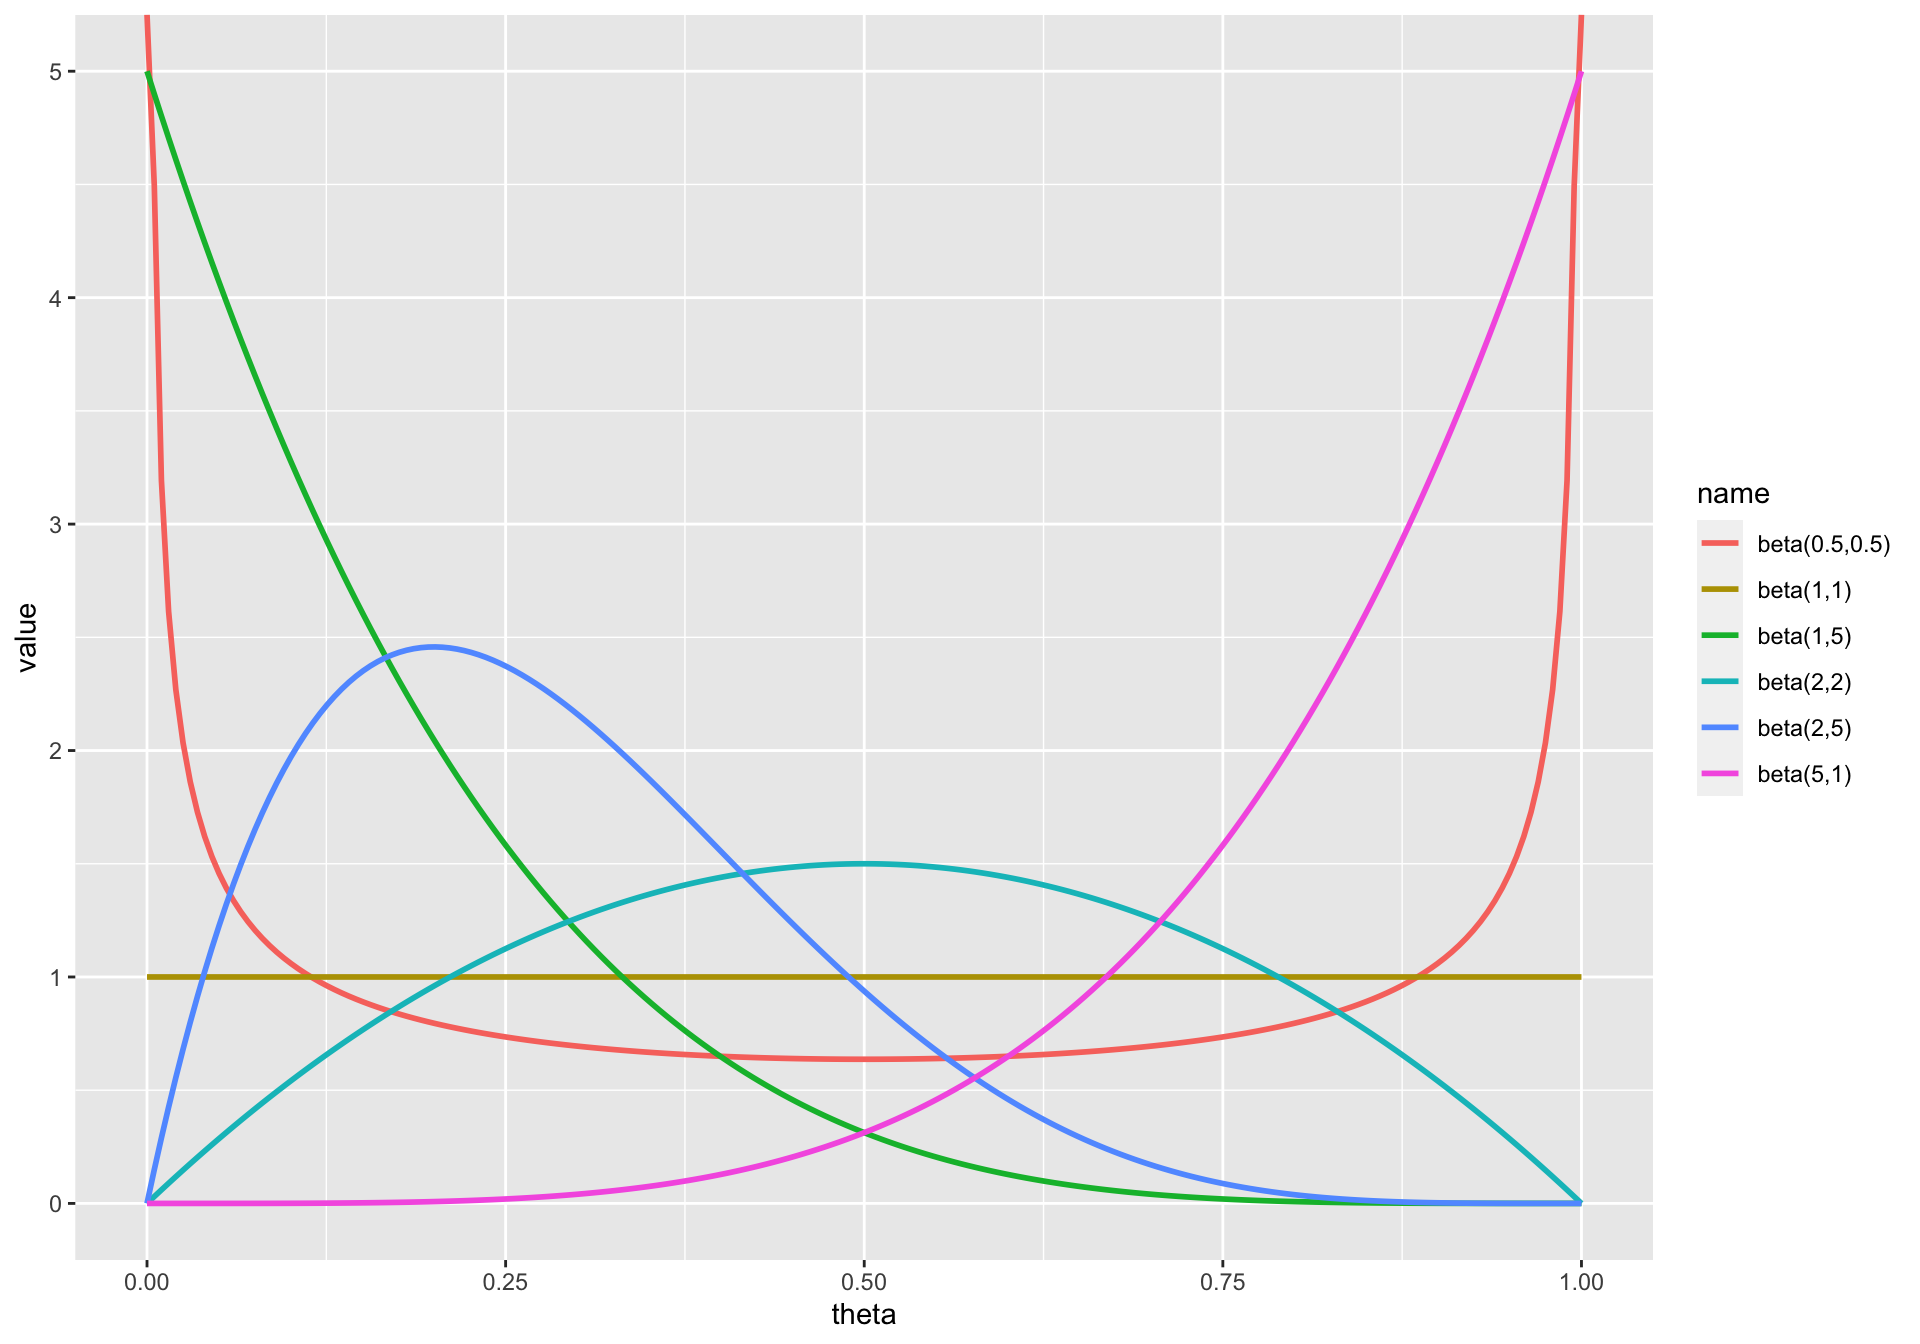 5
4
3
2
1
0
value
0.00
0.25
0.50
0.75
1.00
theta
name
beta(0.5,0.5)
beta(1,1)
beta(1,5)
beta(2,2)
beta(2,5)
beta(5,1)